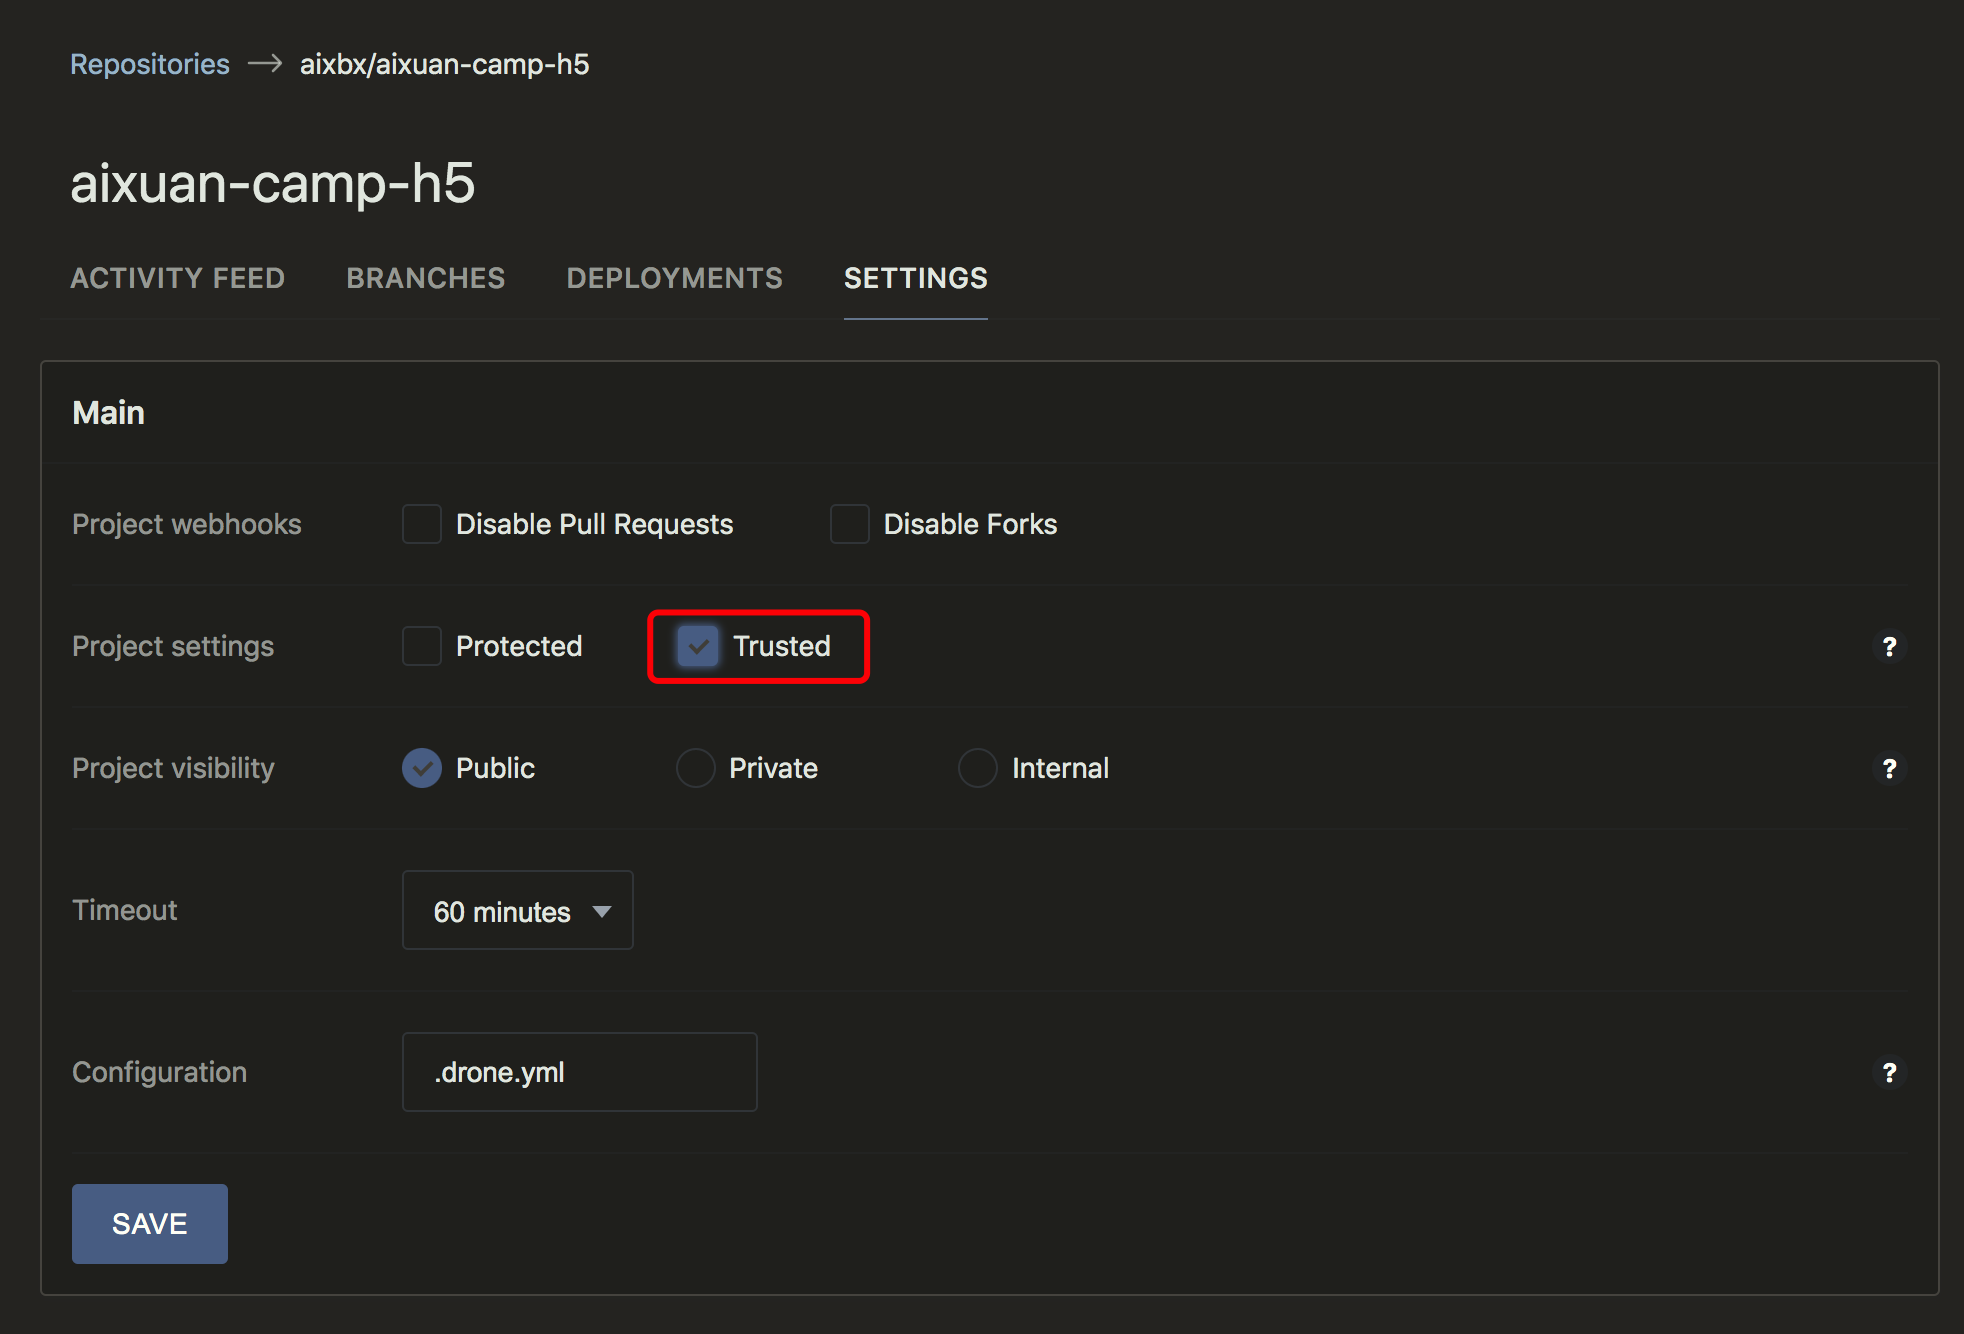 Repositories → aixbx/aixuan-camp-h5
aixuan-camp-h5
ACTIVITY FEED BRANCHES DEPLOYMENTS SETTINGS
Main
Project webhooks Disable Pull Requests Disable Forks
Project settings Protected Trusted ?
Project visibility Public Private Internal ?
Timeout 60 minutes
Configuration .drone.yml ?
SAVE